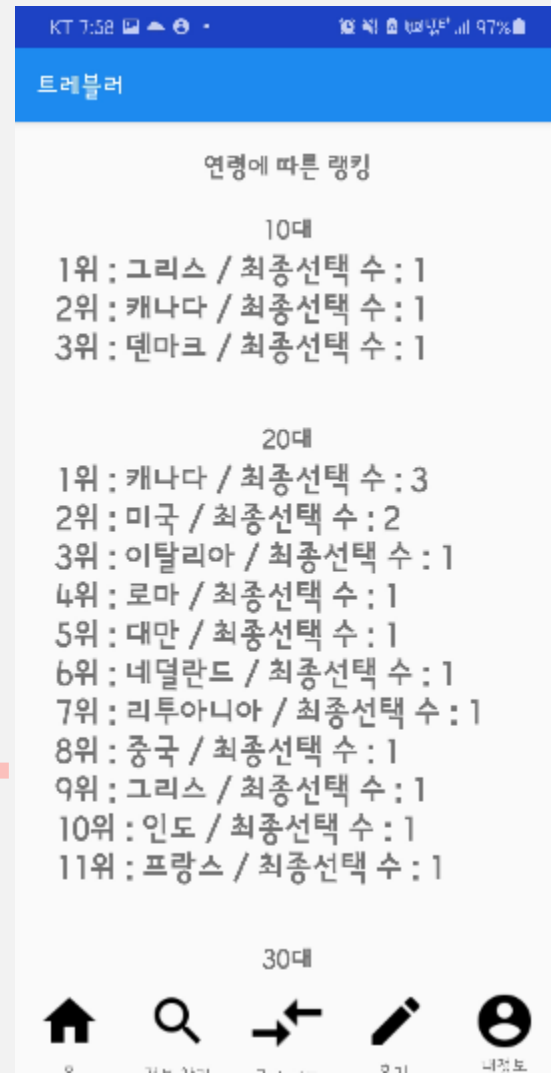 KT 7:58 97%
트레블러
연령에 따른 랭킹
10대
1위 : 그리스 / 최종선택 수 : 1
2위 : 캐나다 / 최종선택 수 : 1
3위 : 덴마크 / 최종선택 수 : 1
20대
1위 : 캐나다 / 최종선택 수 : 3
2위 : 미국 / 최종선택 수 : 2
3위 : 이탈리아 / 최종선택 수 : 1
4위 : 로마 / 최종선택 수 : 1
5위 : 대만 / 최종선택 수 : 1
6위 : 네덜란드 / 최종선택 수 : 1
7위 : 리투아니아 / 최종선택 수 : 1
8위 : 중국 / 최종선택 수 : 1
9위 : 그리스 / 최종선택 수 : 1
10위 : 인도 / 최종선택 수 : 1
11위 : 프랑스 / 최종선택 수 : 1
30대
내정보